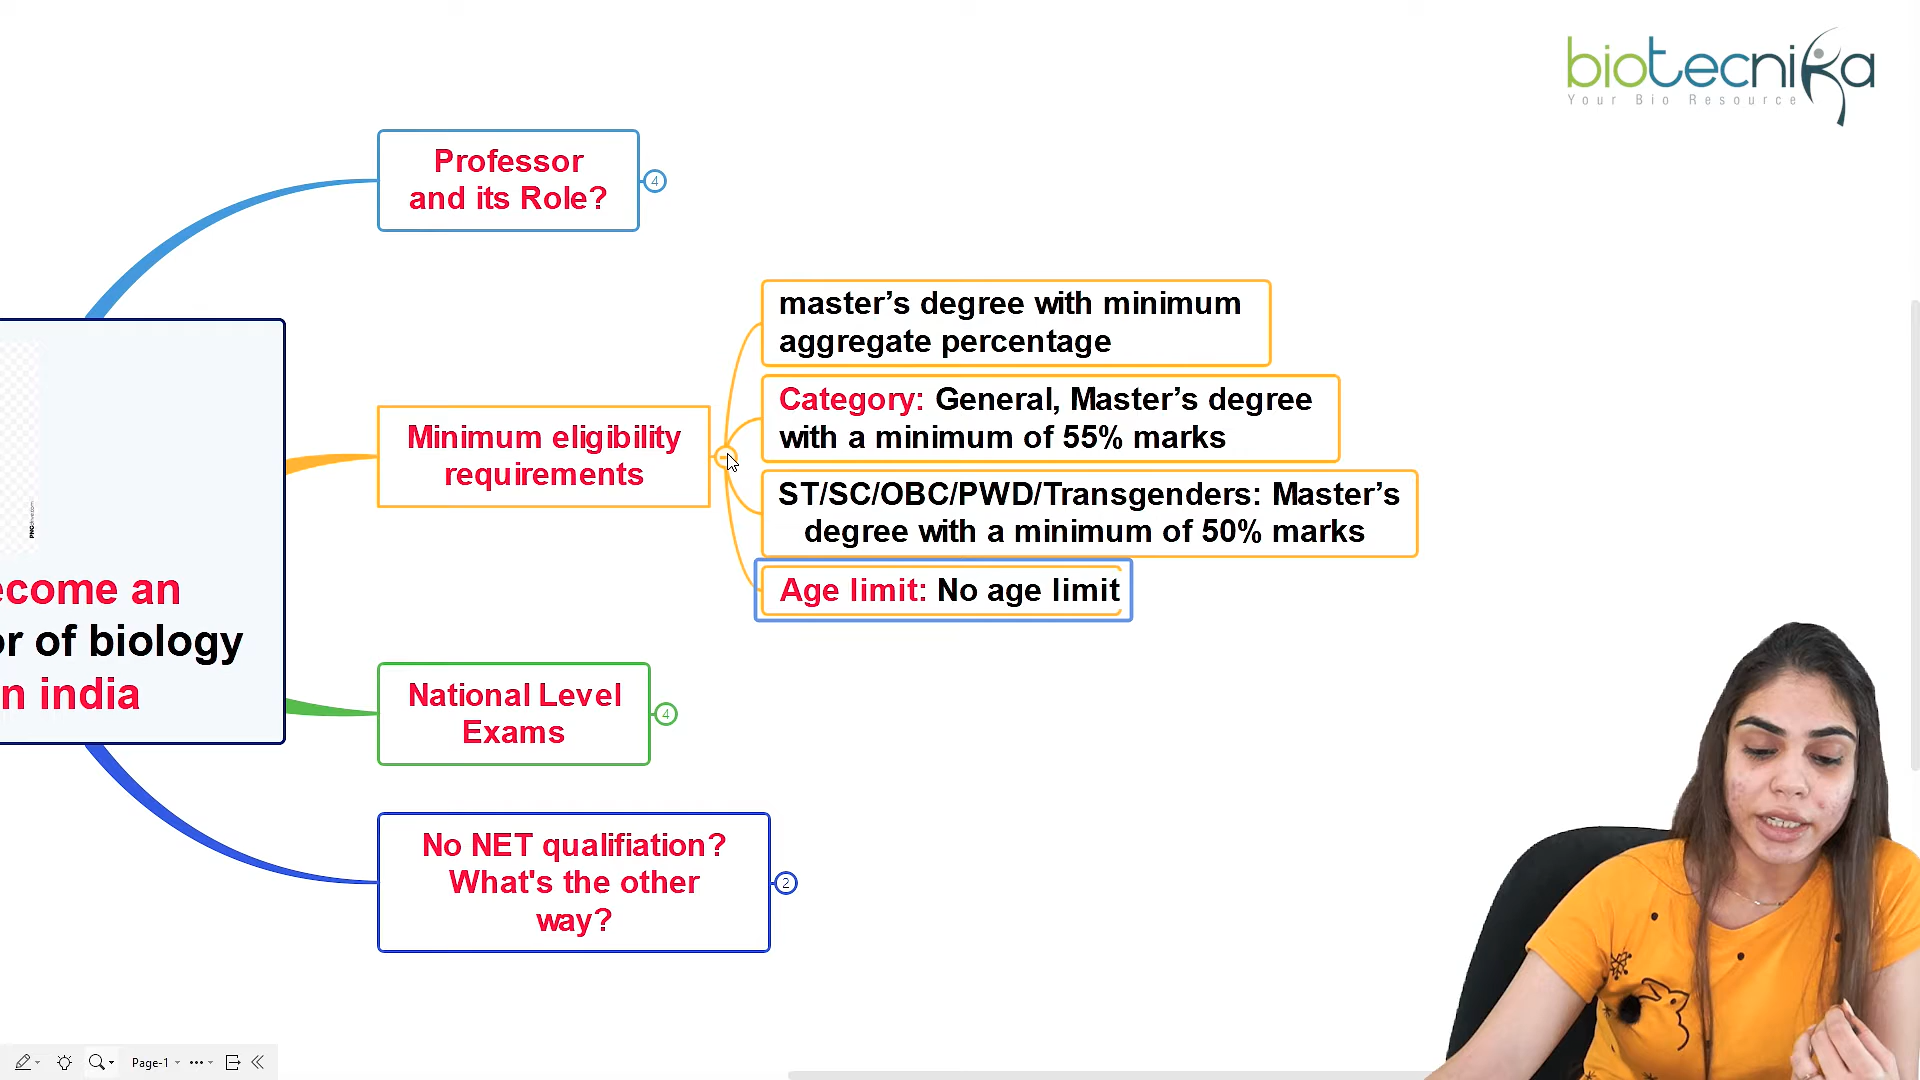 biotecnika
Your Bio Resource
Professor
and its Role?
4
master’s degree with minimum
aggregate percentage
Category: General, Master’s degree
with a minimum of 55% marks
Minimum eligibility
requirements
ST/SC/OBC/PWD/Transgenders: Master’s
degree with a minimum of 50% marks
Age limit: No age limit
ecome an
or of biology
n india
National Level
Exams
4
No NET qualifiation?
What's the other
way?
2
Page-1